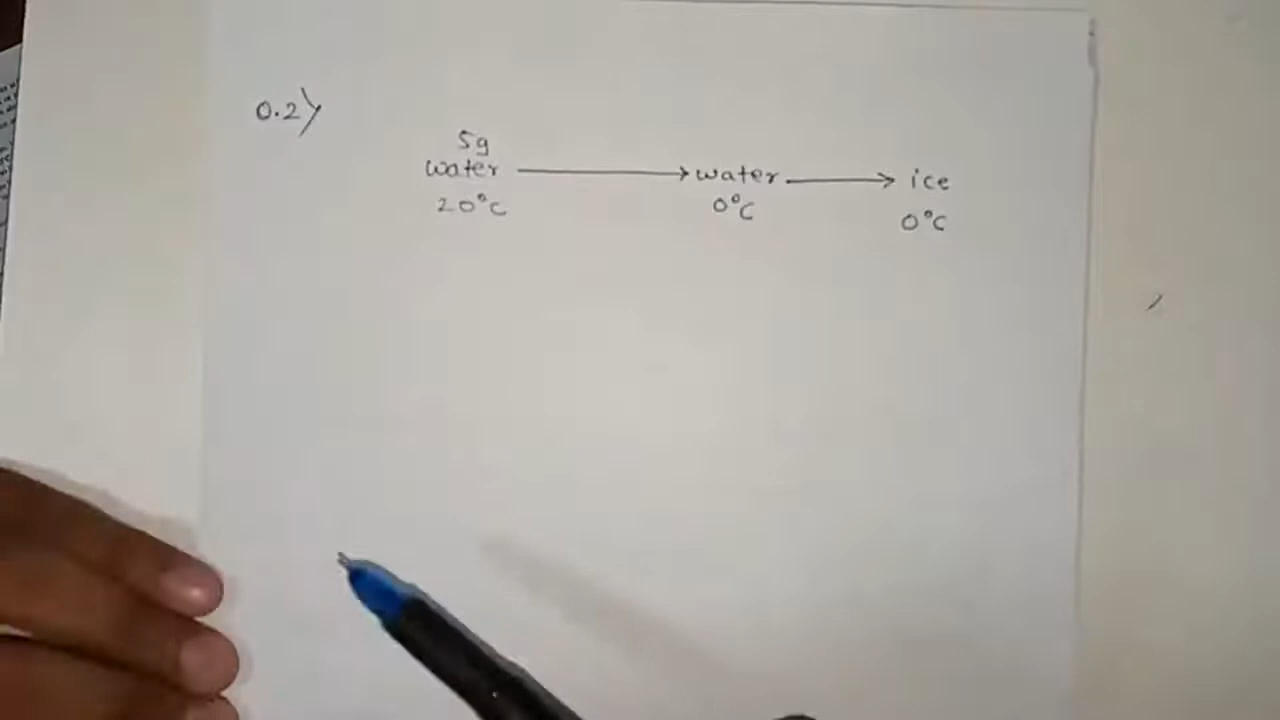 0.2)
5g
water → water → ice
20°C 0°C 0°C